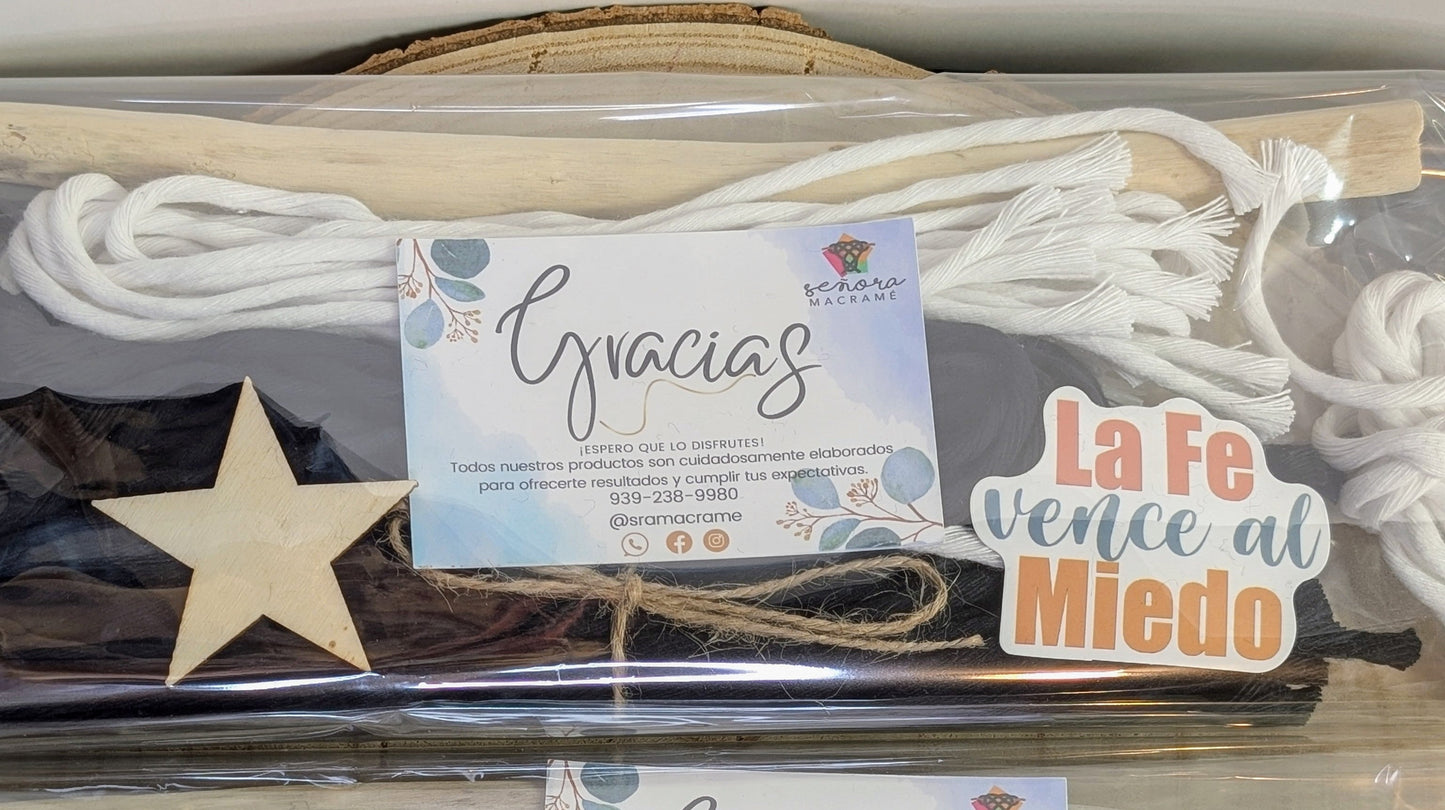 señora
MACRAMÉ
Gracias
¡ESPERO QUE LO DISFRUTES!
Todos nuestros productos son cuidadosamente elaborados
para ofrecerte resultados y cumplir tus expectativas.
939-238-9980
@sramacrame
La Fe
vence al
Miedo